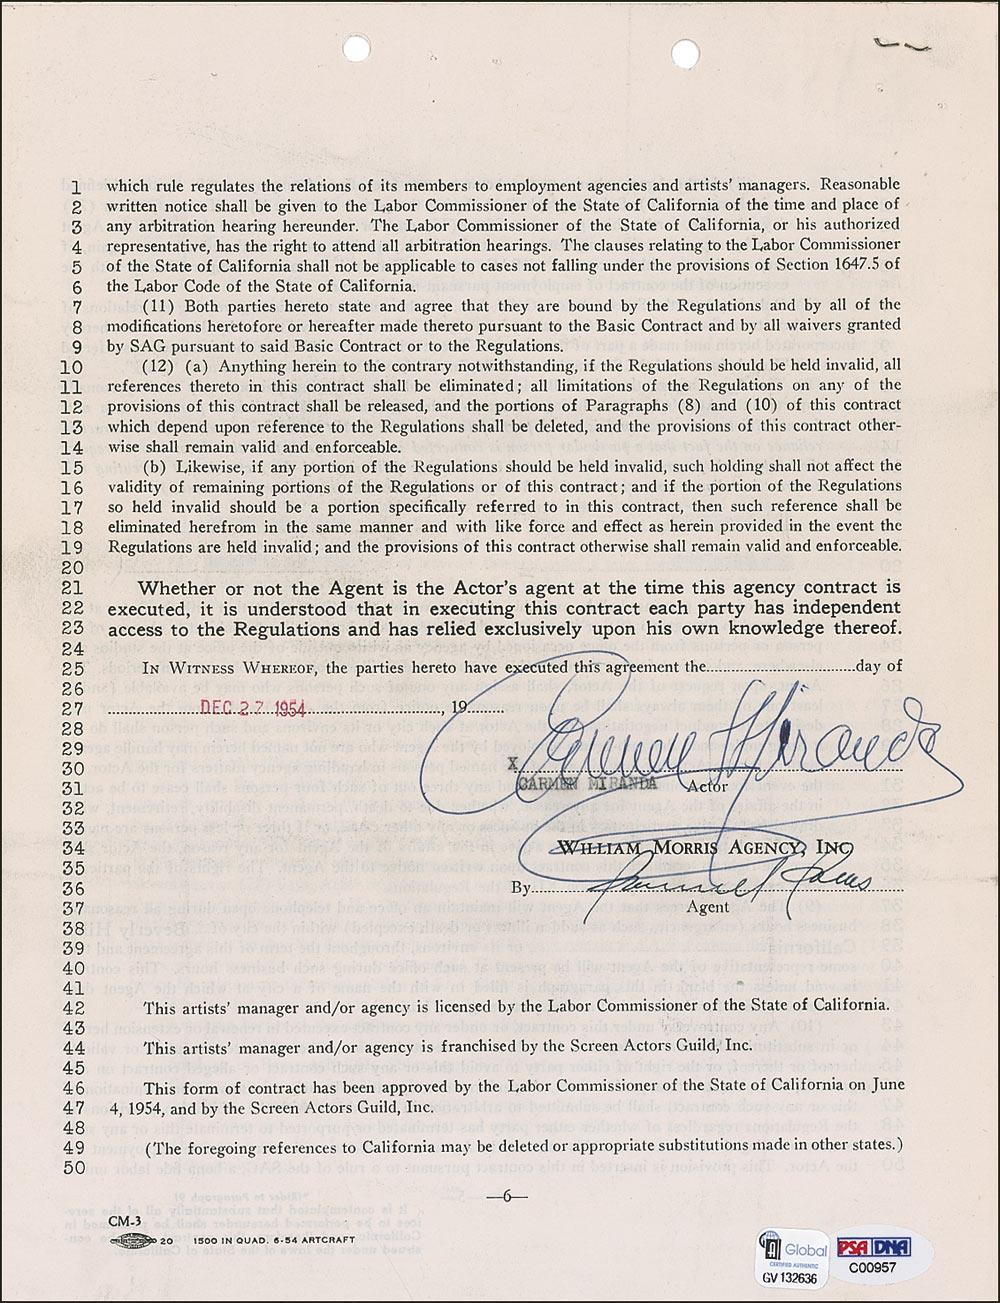 1 which rule regulates the relations of its members to employment agencies and artists' managers. Reasonable
2 written notice shall be given to the Labor Commissioner of the State of California of the time and place of
3 any arbitration hearing hereunder. The Labor Commissioner of the State of California, or his authorized
4 representative, has the right to attend all arbitration hearings. The clauses relating to the Labor Commissioner
5 of the State of California shall not be applicable to cases not falling under the provisions of Section 1647.5 of
6 the Labor Code of the State of California.
7 (11) Both parties hereto state and agree that they are bound by the Regulations and by all of the
8 modifications heretofore or hereafter made thereto pursuant to the Basic Contract and by all waivers granted
9 by SAG pursuant to said Basic Contract or to the Regulations.
10 (12) (a) Anything herein to the contrary notwithstanding, if the Regulations should be held invalid, all
11 references thereto in this contract shall be eliminated; all limitations of the Regulations on any of the
12 provisions of this contract shall be released, and the portions of Paragraphs (8) and (10) of this contract
13 which depend upon reference to the Regulations shall be deleted, and the provisions of this contract other-
14 wise shall remain valid and enforceable.
15 (b) Likewise, if any portion of the Regulations should be held invalid, such holding shall not affect the
16 validity of remaining portions of the Regulations or of this contract; and if the portion of the Regulations
17 so held invalid should be a portion specifically referred to in this contract, then such reference shall be
18 eliminated herefrom in the same manner and with like force and effect as herein provided in the event the
19 Regulations are held invalid; and the provisions of this contract otherwise shall remain valid and enforceable.
20
21 Whether or not the Agent is the Actor's agent at the time this agency contract is
22 executed, it is understood that in executing this contract each party has independent
23 access to the Regulations and has relied exclusively upon his own knowledge thereof.
24
25 IN WITNESS WHEREOF, the parties hereto have executed this agreement the..............................day of
26
27 ..............................DEC 27 1954.............................., 19......
28
29 Carmen Miranda
30 X
31 CARMEN MIRANDA Actor
32
33
34 WILLIAM MORRIS AGENCY, INC
35
36 By..............................
37 Agent
38
39
40
41
42 This artists' manager and/or agency is licensed by the Labor Commissioner of the State of California.
43
44 This artists' manager and/or agency is franchised by the Screen Actors Guild, Inc.
45
46 This form of contract has been approved by the Labor Commissioner of the State of California on June
47 4, 1954, and by the Screen Actors Guild, Inc.
48
49 (The foregoing references to California may be deleted or appropriate substitutions made in other states.)
50
—6—
CM-3
20 1500 IN QUAD. 6-54 ARTCRAFT
GA Global
CERTIFIED AUTHENTIC
GV 132636
PSA DNA
C00957